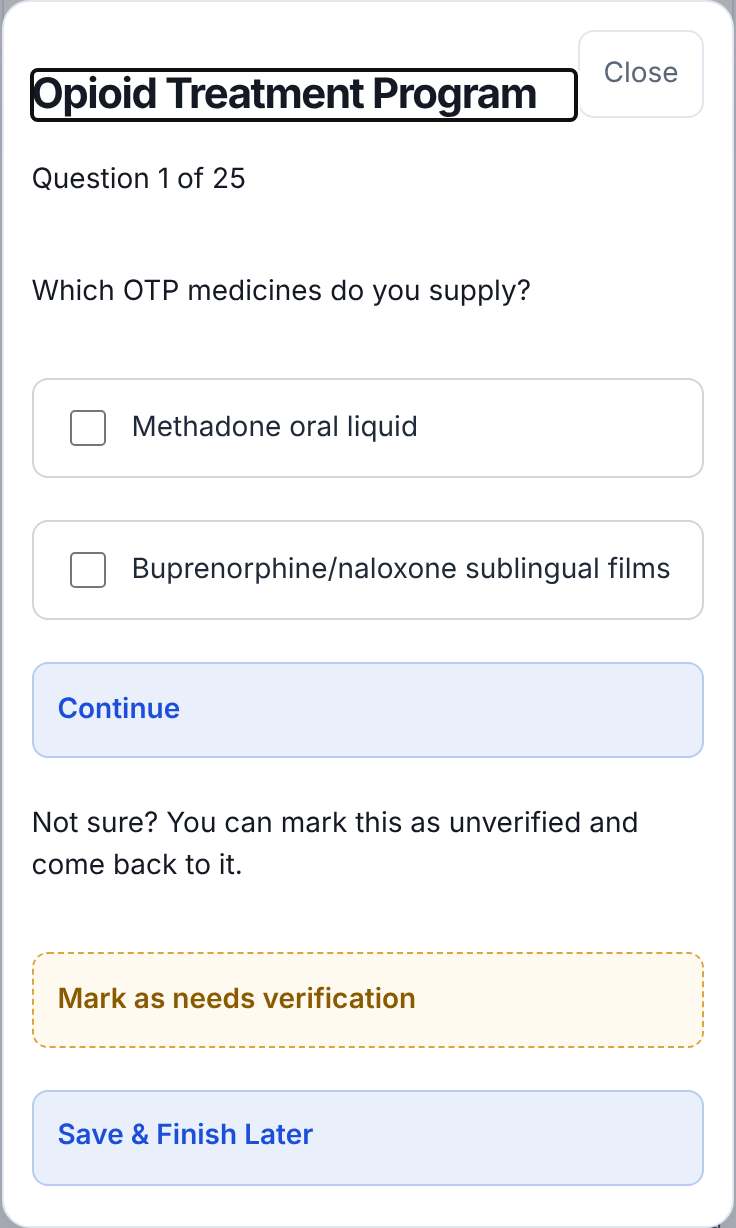 Opioid Treatment Program
Close
Question 1 of 25
Which OTP medicines do you supply?
Methadone oral liquid
Buprenorphine/naloxone sublingual films
Continue
Not sure? You can mark this as unverified and
come back to it.
Mark as needs verification
Save & Finish Later